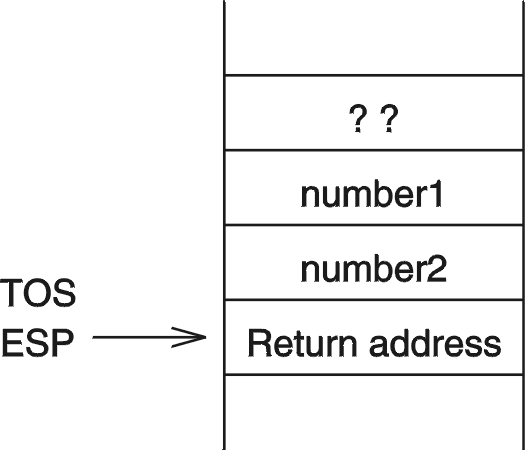 ? ?
number1
number2
TOS
ESP
Return address